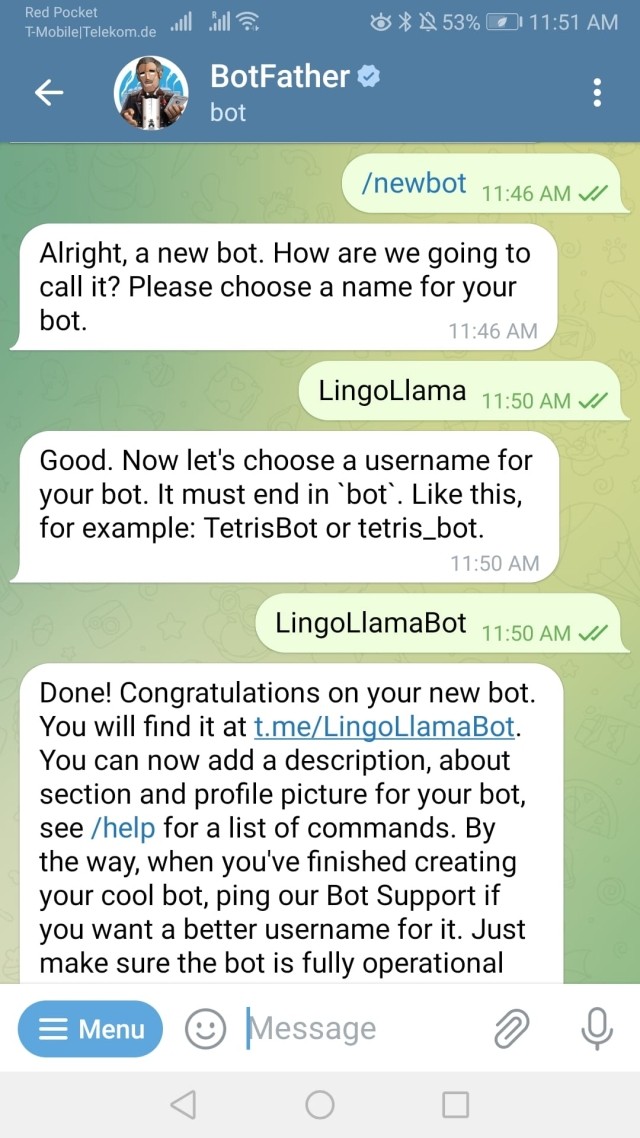 Red Pocket
T-Mobile|Telekom.de
53%
11:51 AM
BotFather
bot
/newbot 11:46 AM
Alright, a new bot. How are we going to
call it? Please choose a name for your
bot.
11:46 AM
LingoLlama 11:50 AM
Good. Now let's choose a username for
your bot. It must end in `bot`. Like this,
for example: TetrisBot or tetris_bot.
11:50 AM
LingoLlamaBot 11:50 AM
Done! Congratulations on your new bot.
You will find it at t.me/LingoLlamaBot.
You can now add a description, about
section and profile picture for your bot,
see /help for a list of commands. By
the way, when you've finished creating
your cool bot, ping our Bot Support if
you want a better username for it. Just
make sure the bot is fully operational
Menu
Message